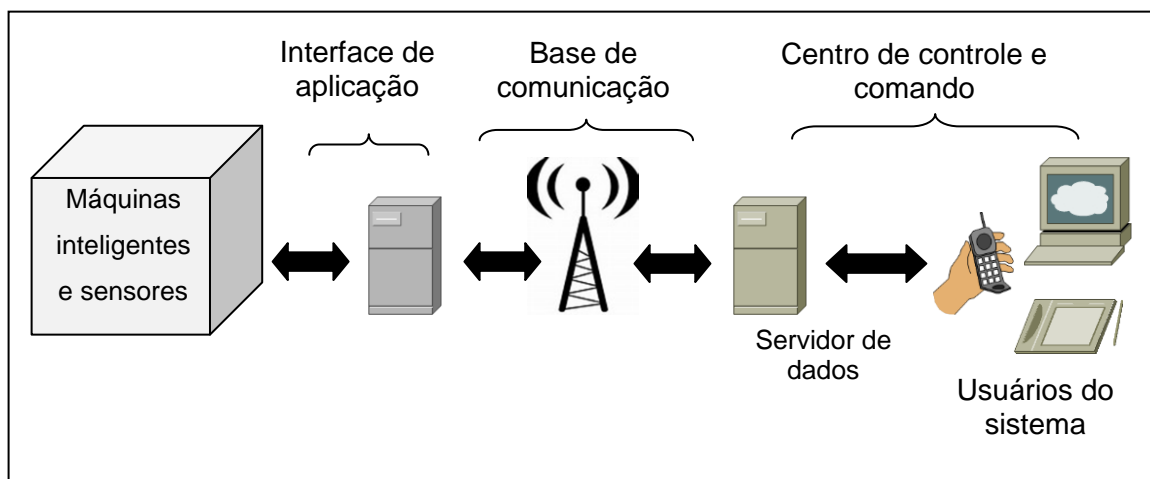 Interface de
aplicação
Base de
comunicação
Centro de controle e
comando
Máquinas
inteligentes
e sensores
Servidor de
dados
Usuários do
sistema